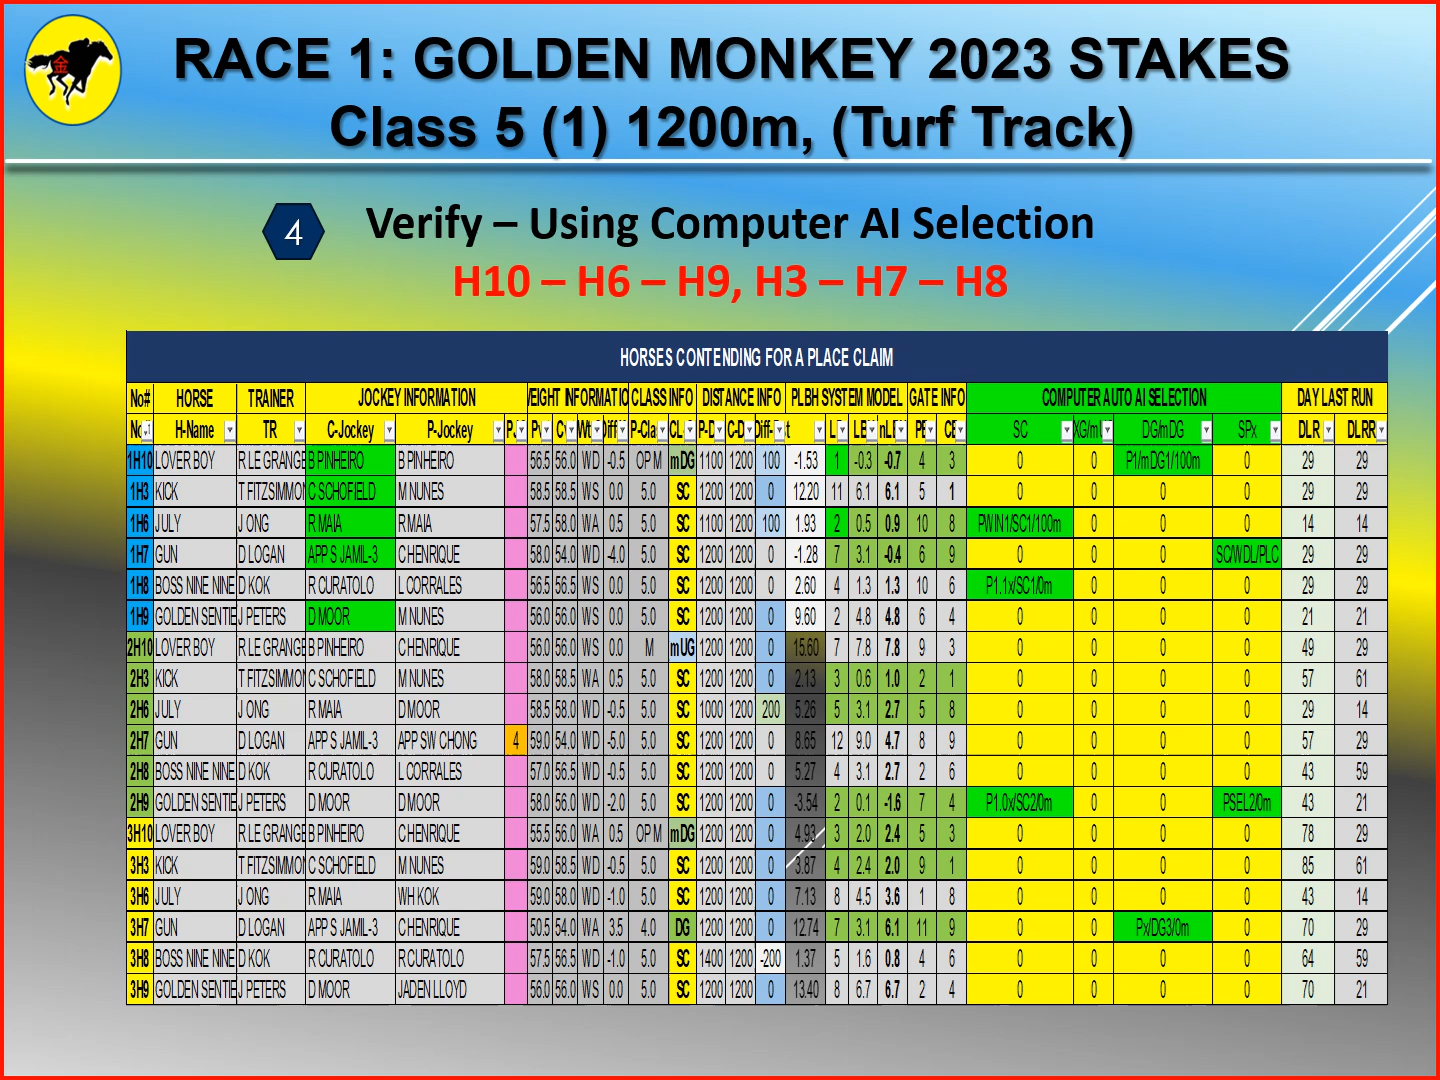 金
RACE 1: GOLDEN MONKEY 2023 STAKES
Class 5 (1) 1200m, (Turf Track)
4
Verify – Using Computer AI Selection
H10 – H6 – H9, H3 – H7 – H8
HORSES CONTENDING FOR A PLACE CLAIM
No# HORSE TRAINER JOCKEY INFORMATION CLASS INFO DISTANCE INFO PLBH SYSTEM MODEL GATE INFO COMPUTER AUTO AI SELECTION DAY LAST RUN
H-Name TR C-Jockey P-Jockey P-Cla SC DG/mDG SPx DLR DLRR
1H10 LOVER BOY R LE GRANGE B PINHEIRO B PINHEIRO 56.5 56.0 WD -0.5 OP M mDG 1100 1200 100 -1.53 1 -0.3 -0.7 4 3 0 0 P1/mDG1/100m 0 29 29
1H3 KICK T FITZSIMMON C SCHOFIELD M NUNES 58.5 58.5 WS 0.0 5.0 SC 1200 1200 0 12.20 11 6.1 6.1 5 1 0 0 0 0 29 29
1H6 JULY J ONG R MAIA R MAIA 57.5 58.0 WA 0.5 5.0 SC 1100 1200 100 1.93 2 0.5 0.9 10 8 PWIN1/SC1/100m 0 0 0 14 14
1H7 GUN D LOGAN APP S JAMIL-3 C HENRIQUE 58.0 54.0 WD -4.0 5.0 SC 1200 1200 0 -1.28 7 3.1 -0.4 6 9 0 0 0 SC/WDL/PLC 29 29
1H8 BOSS NINE NINE D KOK R CURATOLO L CORRALES 56.5 56.5 WS 0.0 5.0 SC 1200 1200 0 2.60 4 1.3 1.3 10 6 P1.1x/SC1/0m 0 0 0 29 29
1H9 GOLDEN SENTIE J PETERS D MOOR M NUNES 56.0 56.0 WS 0.0 5.0 SC 1200 1200 0 9.60 2 4.8 4.8 6 4 0 0 0 0 21 21
2H10 LOVER BOY R LE GRANGE B PINHEIRO C HENRIQUE 56.0 56.0 WS 0.0 M mUG 1200 1200 0 15.60 7 7.8 7.8 9 3 0 0 0 0 49 29
2H3 KICK T FITZSIMMON C SCHOFIELD M NUNES 58.0 58.5 WA 0.5 5.0 SC 1200 1200 0 2.13 3 0.6 1.0 2 1 0 0 0 0 57 61
2H6 JULY J ONG R MAIA D MOOR 58.5 58.0 WD -0.5 5.0 SC 1000 1200 200 5.26 5 3.1 2.7 5 8 0 0 0 0 29 14
2H7 GUN D LOGAN APP S JAMIL-3 APP SW CHONG 4 59.0 54.0 WD -5.0 5.0 SC 1200 1200 0 8.65 12 9.0 4.7 8 9 0 0 0 0 57 29
2H8 BOSS NINE NINE D KOK R CURATOLO L CORRALES 57.0 56.5 WD -0.5 5.0 SC 1200 1200 0 5.27 4 3.1 2.7 2 6 0 0 0 0 43 59
2H9 GOLDEN SENTIE J PETERS D MOOR D MOOR 58.0 56.0 WD -2.0 5.0 SC 1200 1200 0 -3.54 2 0.1 -1.6 7 4 P1.0x/SC2/0m 0 0 PSEL2/0m 43 21
3H10 LOVER BOY R LE GRANGE B PINHEIRO C HENRIQUE 55.5 56.0 WA 0.5 OP M mDG 1200 1200 0 4.93 3 2.0 2.4 5 3 0 0 0 0 78 29
3H3 KICK T FITZSIMMON C SCHOFIELD M NUNES 59.0 58.5 WD -0.5 5.0 SC 1200 1200 0 3.87 4 2.4 2.0 9 1 0 0 0 0 85 61
3H6 JULY J ONG R MAIA WH KOK 59.0 58.0 WD -1.0 5.0 SC 1200 1200 0 7.13 8 4.5 3.6 1 8 0 0 0 0 43 14
3H7 GUN D LOGAN APP S JAMIL-3 C HENRIQUE 50.5 54.0 WA 3.5 4.0 DG 1200 1200 0 12.74 7 3.1 6.1 11 9 0 0 Px/DG3/0m 0 70 29
3H8 BOSS NINE NINE D KOK R CURATOLO R CURATOLO 57.5 56.5 WD -1.0 5.0 SC 1400 1200 -200 1.37 5 1.6 0.8 4 6 0 0 0 0 64 59
3H9 GOLDEN SENTIE J PETERS D MOOR JADEN LLOYD 56.0 56.0 WS 0.0 5.0 SC 1200 1200 0 13.40 8 6.7 6.7 2 4 0 0 0 0 70 21